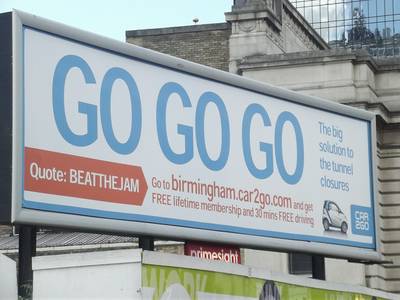 GO GO GO
The big
solution to
the tunnel
closures
Quote: BEATTHEJAM
Go to birmingham.car2go.com and get
FREE lifetime membership and 30 mins FREE driving
CAR
2GO
primesight